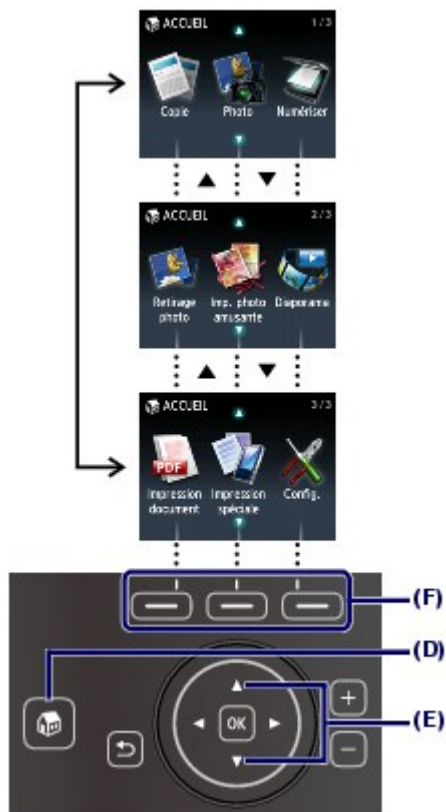 ACCUEIL 1/3
Copie Photo Numériser
ACCUEIL 2/3
Retirage photo
Imp. photo amusante
Diaporama
ACCUEIL 3/3
PDF
Impression document
Impression spéciale
Config.
(F)
(D)
(E)
OK
+
−